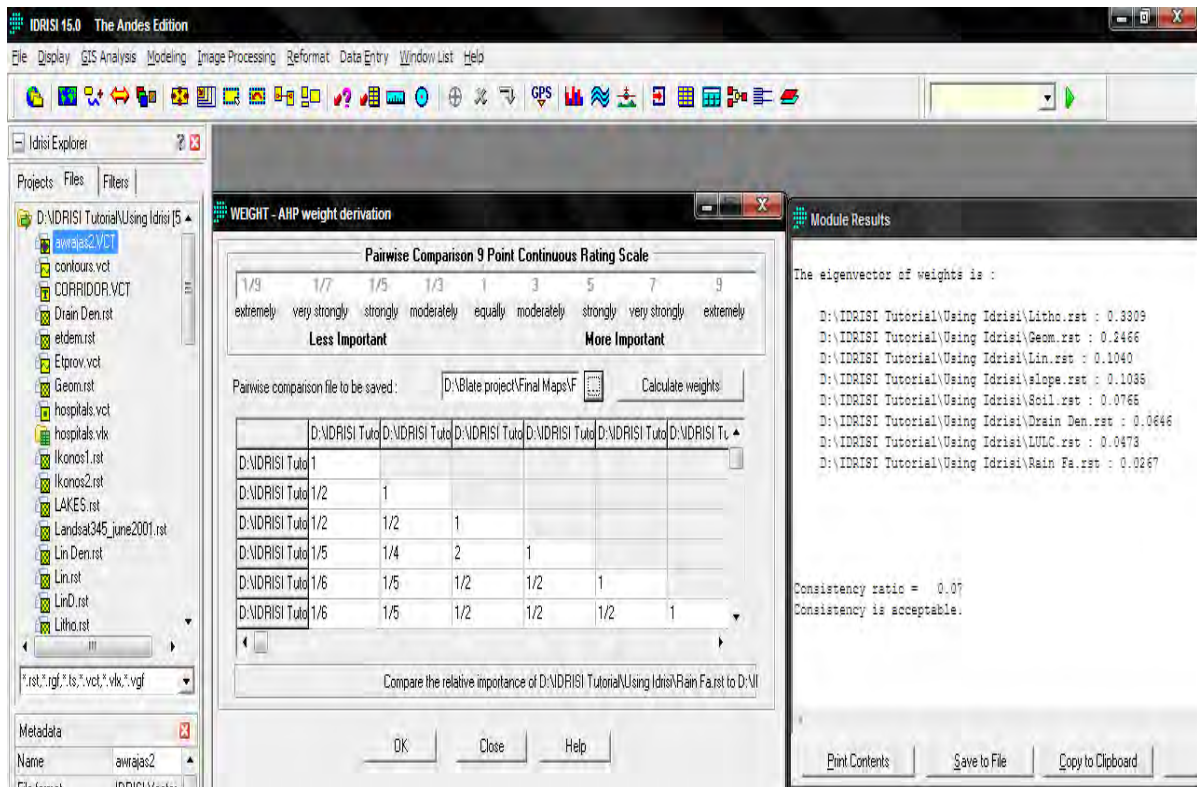 IDRISI 15.0 The Andes Edition
File Display GIS Analysis Modeling Image Processing Reformat Data Entry Window List Help
GPS
Idrisi Explorer
Projects Files Filters
D:\IDRISI Tutorial\Using Idrisi [5
awrajas2.VCT
contours.vct
CORRIDOR.VCT
Drain Den.rst
etdem.rst
Etprov.vct
Geom.rst
hospitals.vct
hospitals.vlx
Ikonos1.rst
Ikonos2.rst
LAKES.rst
Landsat345_june2001.rst
Lin Den.rst
Lin.rst
LinD.rst
Litho.rst
*.rst,*.rgf,*.ts,*.vct,*.vlx,*.vgf
Metadata
Name awrajas2
WEIGHT - AHP weight derivation
Pairwise Comparison 9 Point Continuous Rating Scale
1/9 1/7 1/5 1/3 1 3 5 7 9
extremely very strongly strongly moderately equally moderately strongly very strongly extremely
Less Important More Important
Pairwise comparison file to be saved : D:\Blate project\Final Maps\F ... Calculate weights
D:\IDRISI Tuto D:\IDRISI Tuto D:\IDRISI Tuto D:\IDRISI Tuto D:\IDRISI Tuto D:\IDRISI Tu
D:\IDRISI Tuto 1
D:\IDRISI Tuto 1/2 1
D:\IDRISI Tuto 1/2 1/2 1
D:\IDRISI Tuto 1/5 1/4 2 1
D:\IDRISI Tuto 1/6 1/5 1/2 1/2 1
D:\IDRISI Tuto 1/6 1/5 1/2 1/2 1/2 1
Compare the relative importance of D:\IDRISI Tutorial\Using Idrisi\Rain Fa.rst to D:\I
OK Close Help
Module Results
The eigenvector of weights is :
D:\IDRISI Tutorial\Using Idrisi\Litho.rst : 0.3309
D:\IDRISI Tutorial\Using Idrisi\Geom.rst : 0.2466
D:\IDRISI Tutorial\Using Idrisi\Lin.rst : 0.1040
D:\IDRISI Tutorial\Using Idrisi\slope.rst : 0.1035
D:\IDRISI Tutorial\Using Idrisi\Soil.rst : 0.0765
D:\IDRISI Tutorial\Using Idrisi\Drain Den.rst : 0.0646
D:\IDRISI Tutorial\Using Idrisi\LULC.rst : 0.0473
D:\IDRISI Tutorial\Using Idrisi\Rain Fa.rst : 0.0267
Consistency ratio = 0.07
Consistency is acceptable.
Print Contents Save to File Copy to Clipboard